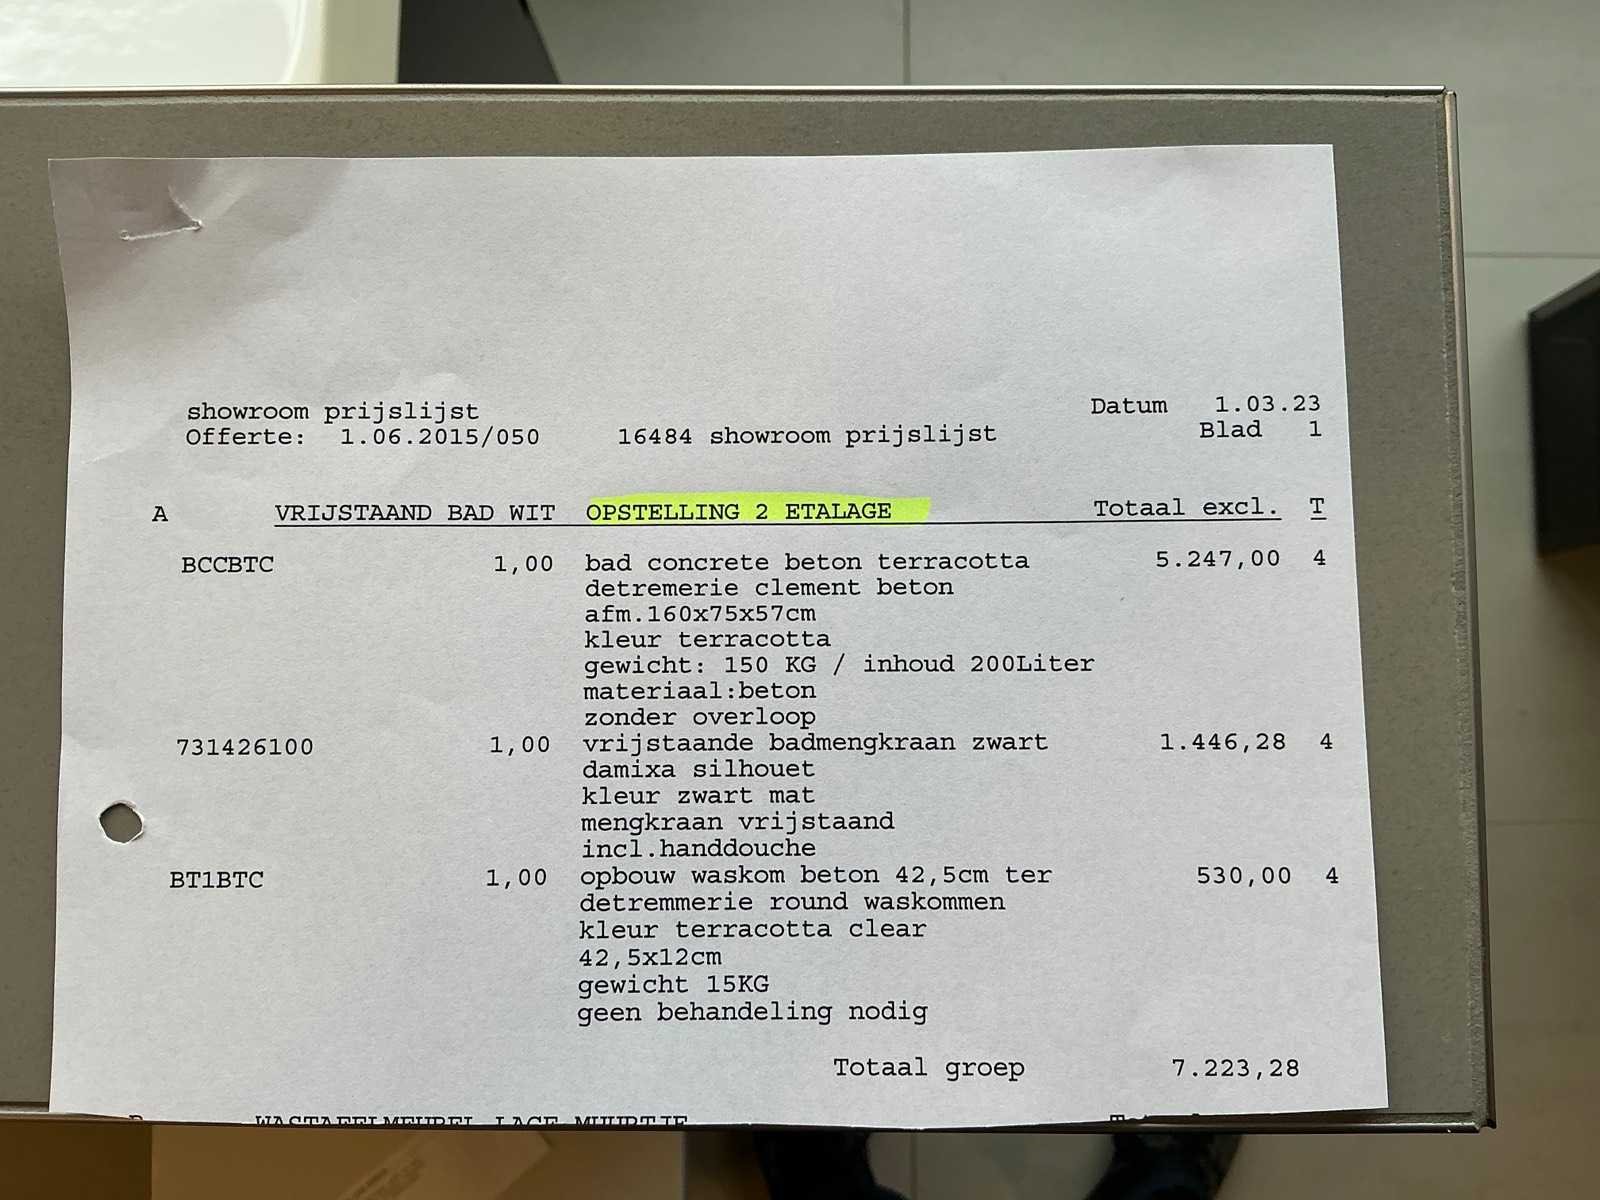 showroom prijslijst
Datum 1.03.23
Offerte: 1.06.2015/050 16484 showroom prijslijst
Blad 1
A VRIJSTAAND BAD WIT OPSTELLING 2 ETALAGE Totaal excl. T
BCCBTC 1,00 bad concrete beton terracotta 5.247,00 4
detremerie clement beton
afm.160x75x57cm
kleur terracotta
gewicht: 150 KG / inhoud 200Liter
materiaal:beton
zonder overloop
731426100 1,00 vrijstaande badmengkraan zwart 1.446,28 4
damixa silhouet
kleur zwart mat
mengkraan vrijstaand
incl.handdouche
BT1BTC 1,00 opbouw waskom beton 42,5cm ter 530,00 4
detremmerie round waskommen
kleur terracotta clear
42,5x12cm
gewicht 15KG
geen behandeling nodig
Totaal groep 7.223,28
WASTAFELMEUBEL LAGE MUURTJE